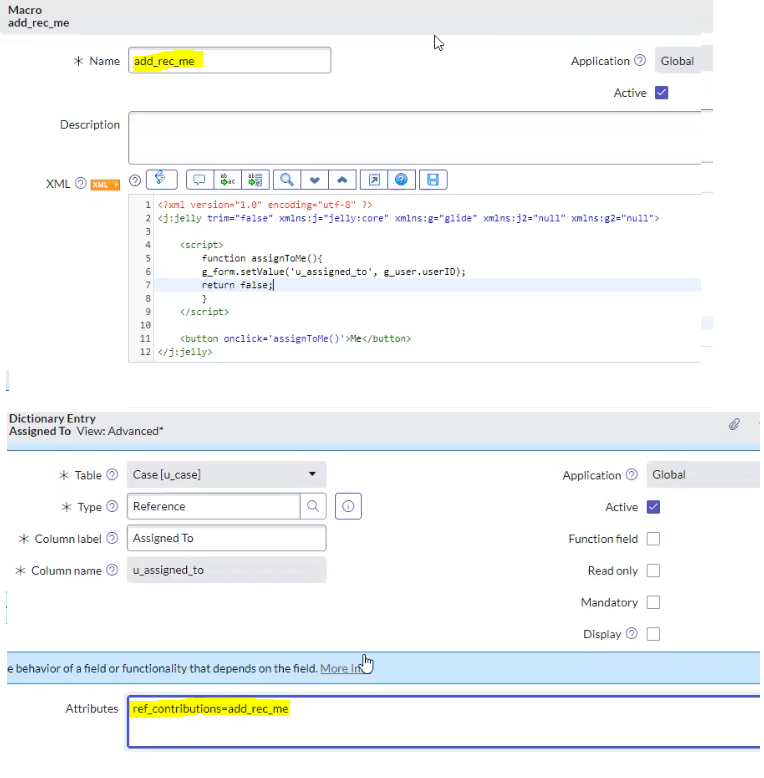 Macro
add_rec_me
Name add_rec_me Application Global
Active
Description
XML XML
1 <?xml version="1.0" encoding="utf-8" ?>
2 <j:jelly trim="false" xmlns:j="jelly:core" xmlns:g="glide" xmlns:j2="null" xmlns:g2="null">
3
4 <script>
5 function assignToMe(){
6 g_form.setValue('u_assigned_to', g_user.userID);
7 return false;
8 }
9 </script>
10
11 <button onclick='assignToMe()'>Me</button>
12 </j:jelly>
Dictionary Entry
Assigned To View: Advanced*
Table Case [u_case] Application Global
Type Reference Active
Column label Assigned To Function field
Column name u_assigned_to Read only
Mandatory
Display
e behavior of a field or functionality that depends on the field. More
Attributes ref_contributions=add_rec_me